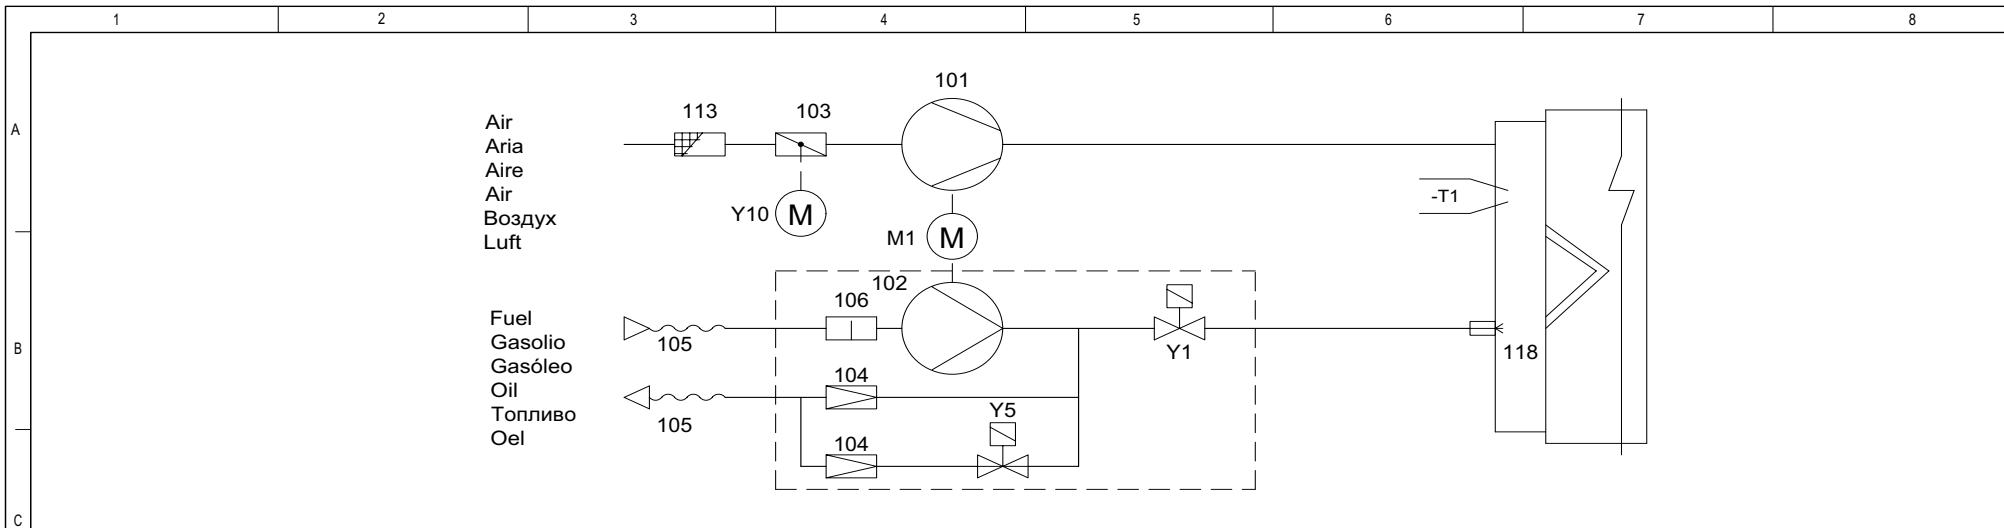 1 2 3 4 5 6 7 8
A
B
C
101
113 103
Air
Aria
Aire
Air
Воздух
Luft
-T1
Y10 M
M1 M
102
106
Fuel
Gasolio
Gasóleo
Oil
Топливо
Oel
105
Y1
118
104
105
Y5
104